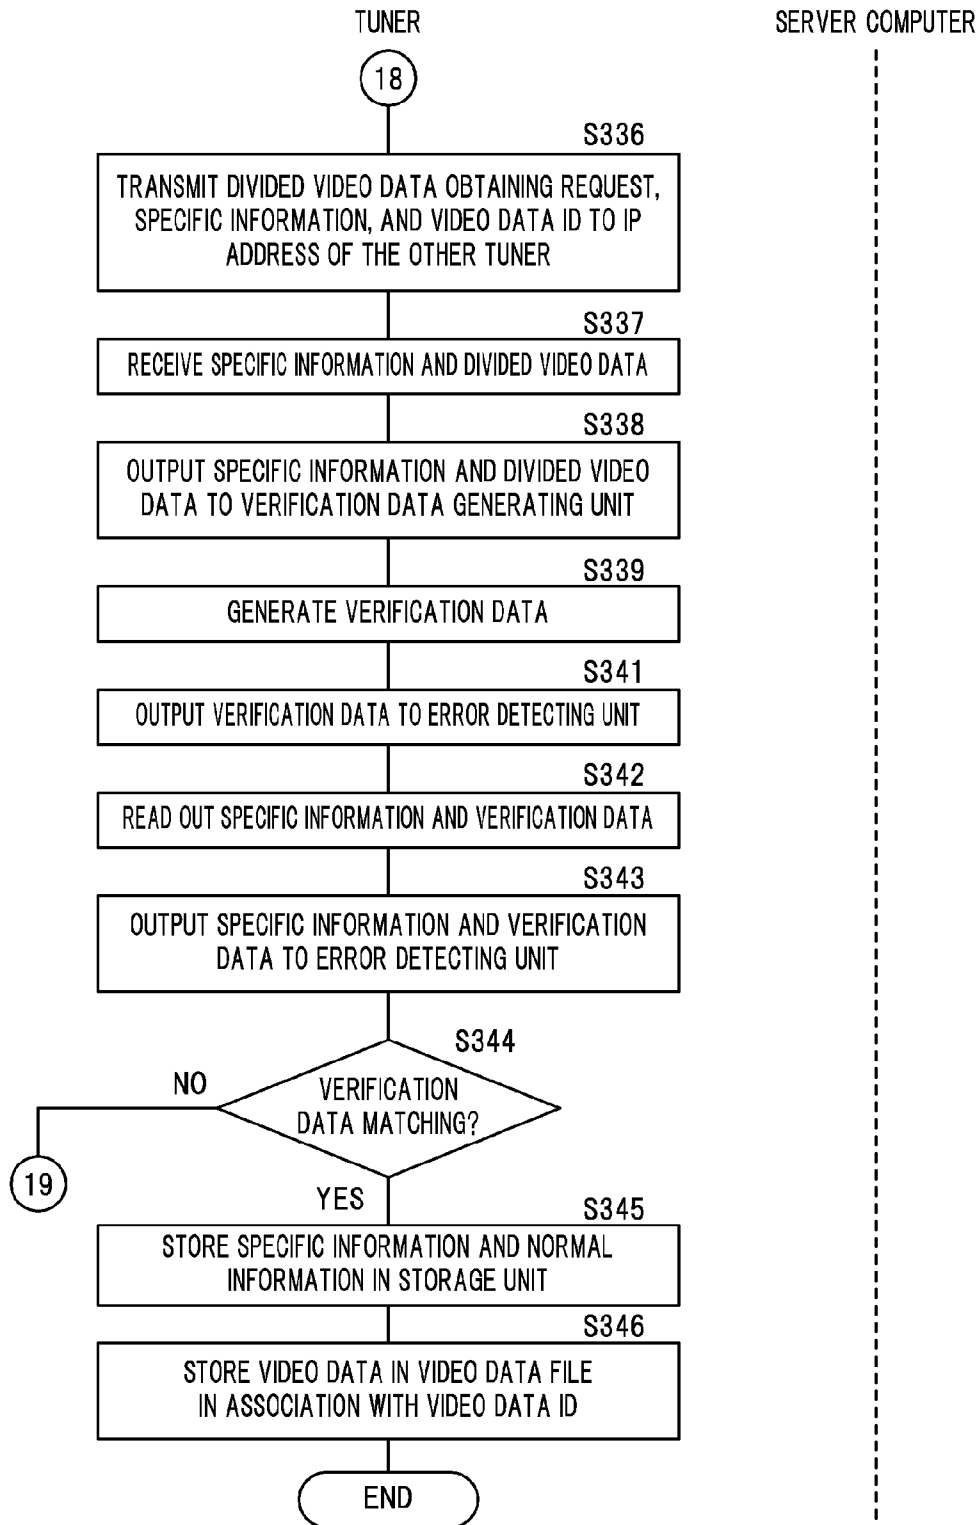 TUNER
SERVER COMPUTER
18
S336
TRANSMIT DIVIDED VIDEO DATA OBTAINING REQUEST,
SPECIFIC INFORMATION, AND VIDEO DATA ID TO IP
ADDRESS OF THE OTHER TUNER
S337
RECEIVE SPECIFIC INFORMATION AND DIVIDED VIDEO DATA
S338
OUTPUT SPECIFIC INFORMATION AND DIVIDED VIDEO
DATA TO VERIFICATION DATA GENERATING UNIT
S339
GENERATE VERIFICATION DATA
S341
OUTPUT VERIFICATION DATA TO ERROR DETECTING UNIT
S342
READ OUT SPECIFIC INFORMATION AND VERIFICATION DATA
S343
OUTPUT SPECIFIC INFORMATION AND VERIFICATION
DATA TO ERROR DETECTING UNIT
S344
NO
VERIFICATION
DATA MATCHING?
19
YES
S345
STORE SPECIFIC INFORMATION AND NORMAL
INFORMATION IN STORAGE UNIT
S346
STORE VIDEO DATA IN VIDEO DATA FILE
IN ASSOCIATION WITH VIDEO DATA ID
END